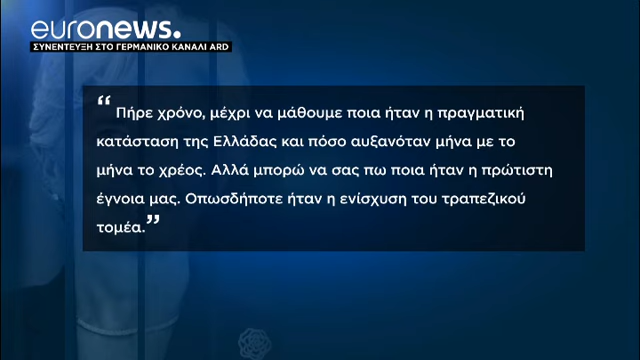 euronews.
ΣΥΝΕΝΤΕΥΞΗ ΣΤΟ ΓΕΡΜΑΝΙΚΟ ΚΑΝΑΛΙ ARD
“ Πήρε χρόνο, μέχρι να μάθουμε ποια ήταν η πραγματική
κατάσταση της Ελλάδας και πόσο αυξανόταν μήνα με το
μήνα το χρέος. Αλλά μπορώ να σας πω ποια ήταν η πρώτιστη
έγνοια μας. Οπωσδήποτε ήταν η ενίσχυση του τραπεζικού
τομέα.”